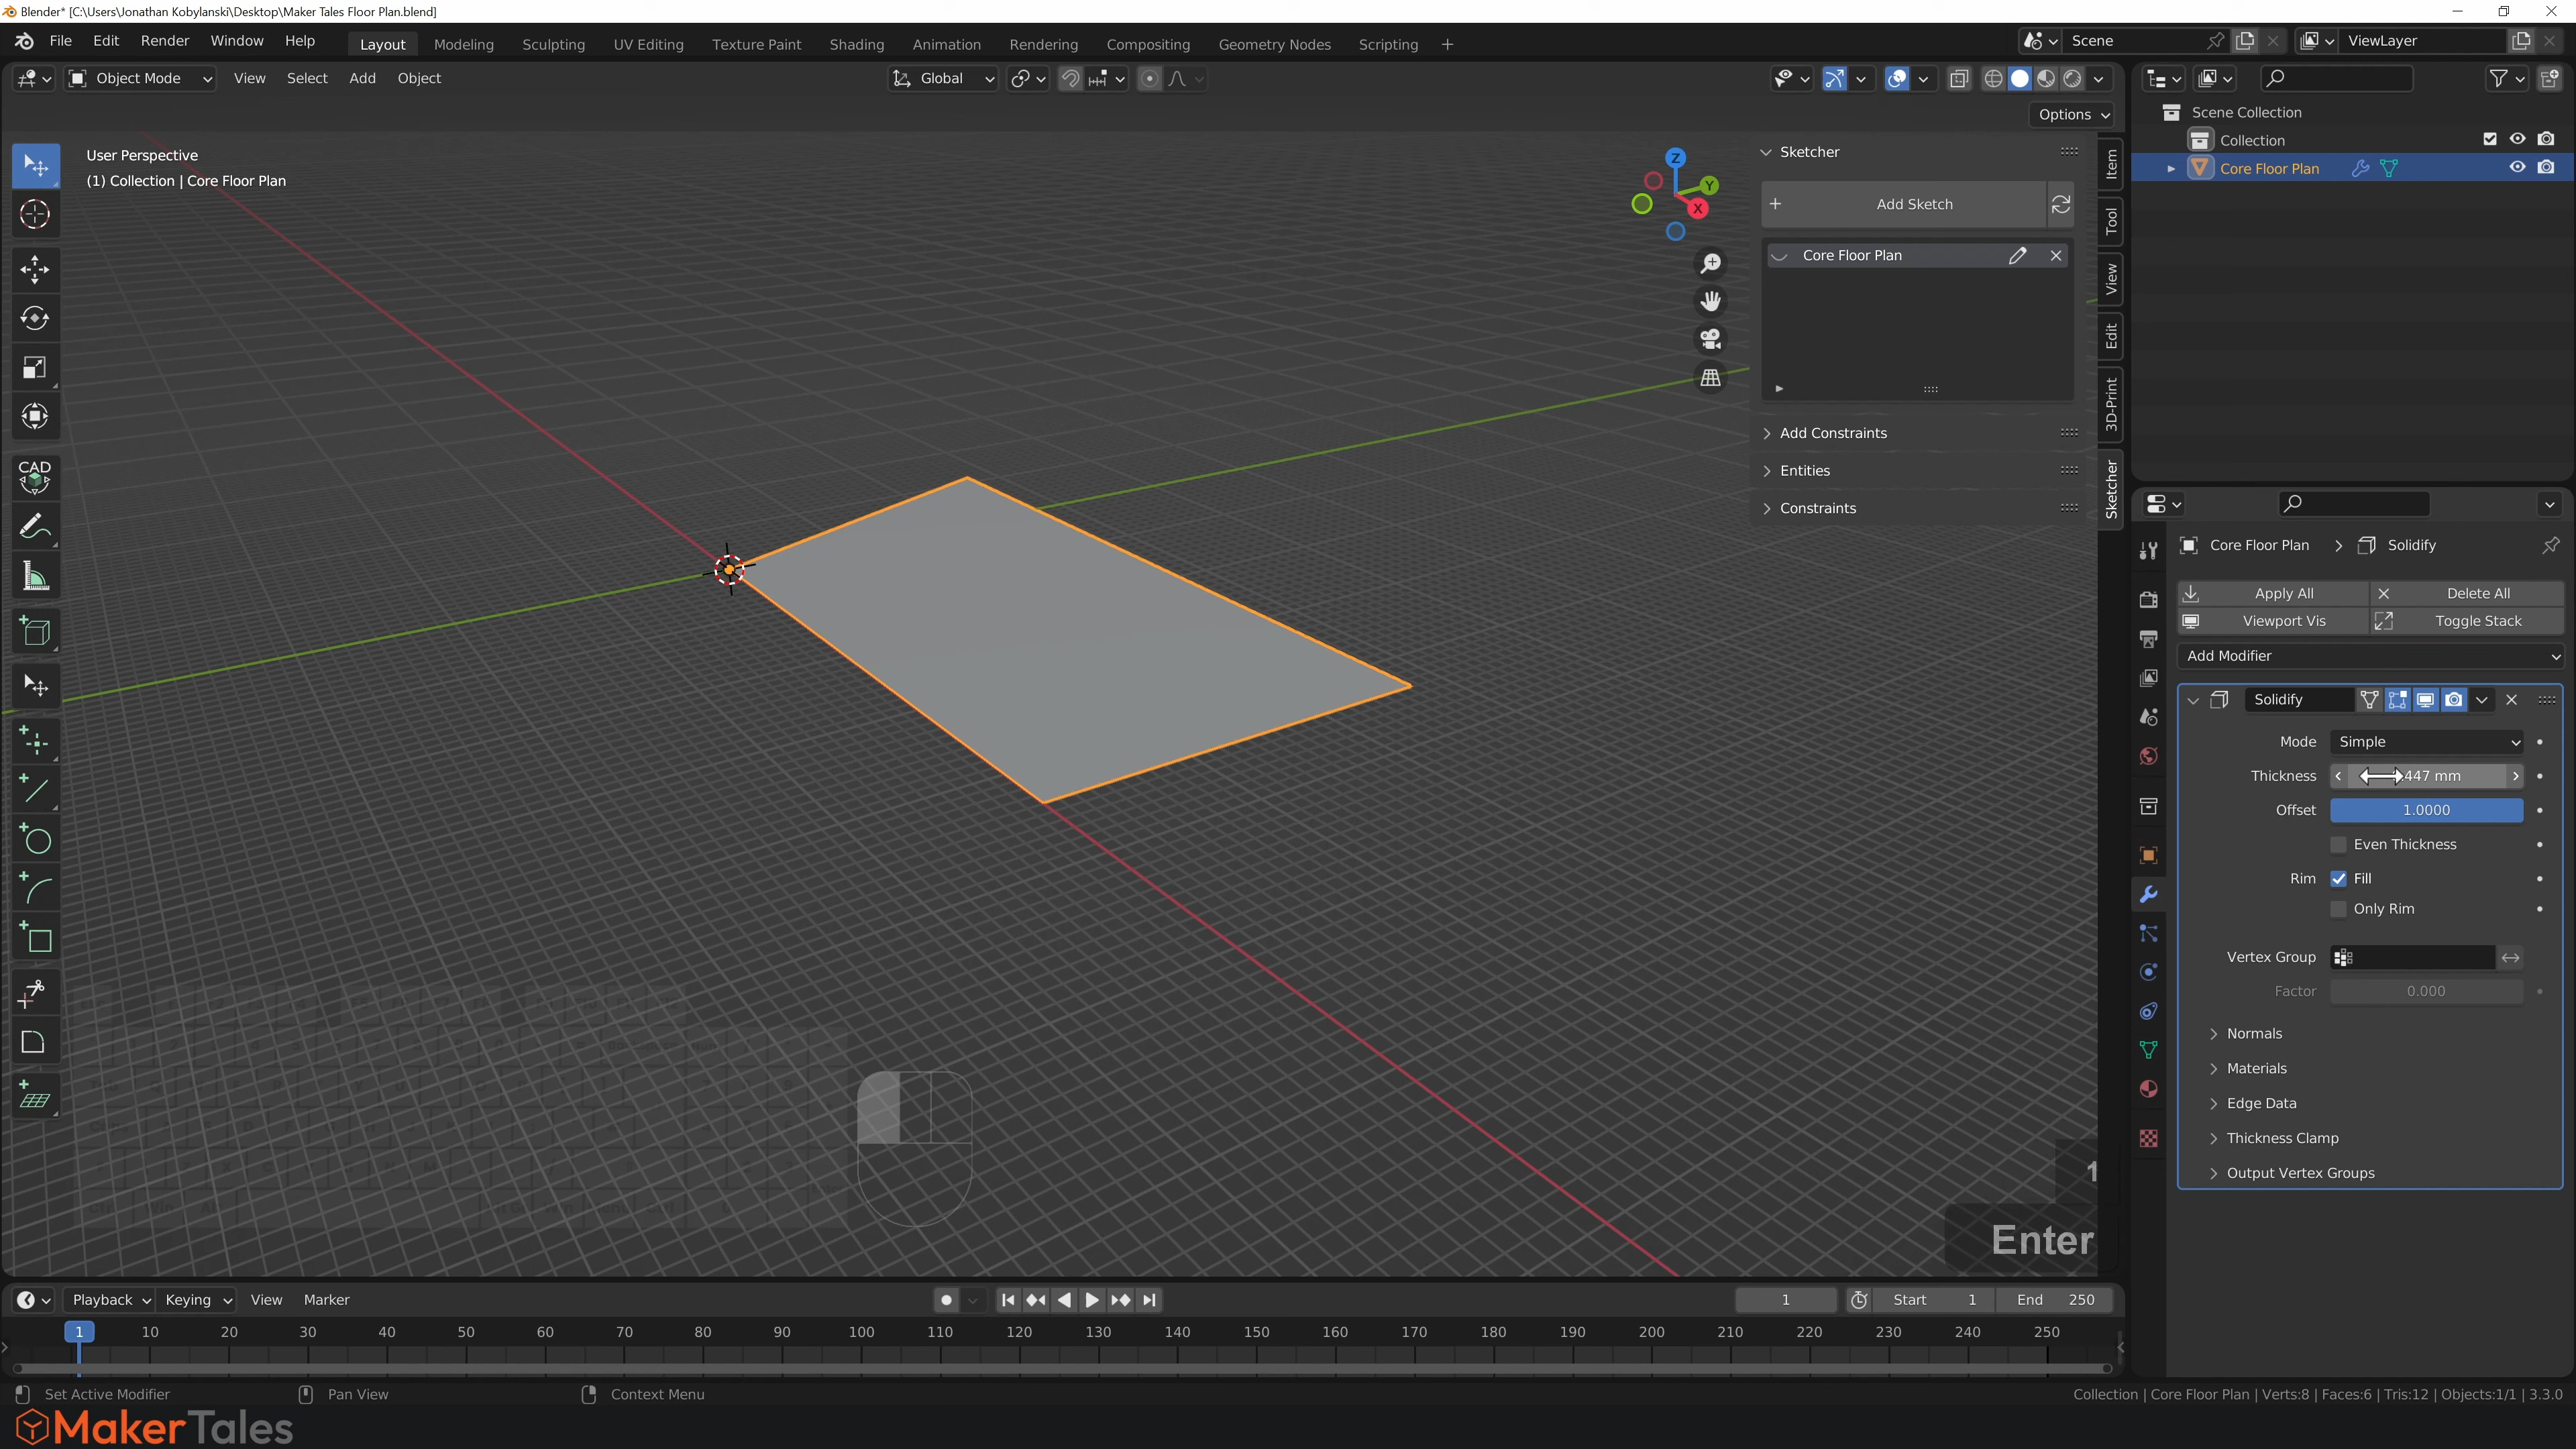 Blender* [C:\Users\Jonathan Kobylanski\Desktop\Maker Tales Floor Plan.blend]
File Edit Render Window Help Layout Modeling Sculpting UV Editing Texture Paint Shading Animation Rendering Compositing Geometry Nodes Scripting + Scene ViewLayer
Object Mode View Select Add Object Global
Options
User Perspective
(1) Collection | Core Floor Plan
CAD
Z
Y
X
Sketcher
Add Sketch
Core Floor Plan
Add Constraints
Entities
Constraints
Item
Tool
View
Edit
3D-Print
Sketcher
Scene Collection
Collection
Core Floor Plan
Core Floor Plan > Solidify
Apply All Delete All
Viewport Vis Toggle Stack
Add Modifier
Solidify
Mode Simple
Thickness 447 mm
Offset 1.0000
Even Thickness
Rim Fill
Only Rim
Vertex Group
Factor 0.000
Normals
Materials
Edge Data
Thickness Clamp
Output Vertex Groups
1
Enter
Playback Keying View Marker 1 Start 1 End 250
1 10 20 30 40 50 60 70 80 90 100 110 120 130 140 150 160 170 180 190 200 210 220 230 240 250
Set Active Modifier Pan View Context Menu Collection | Core Floor Plan | Verts:8 | Faces:6 | Tris:12 | Objects:1/1 | 3.3.0
MakerTales